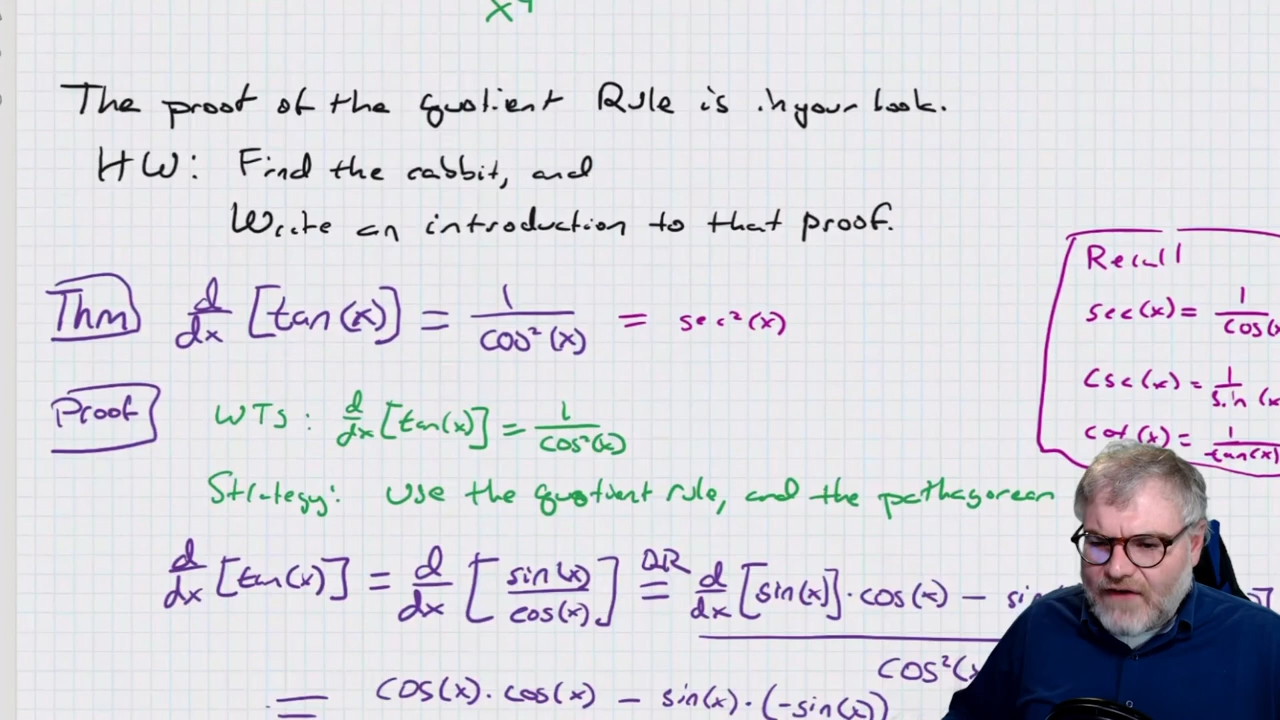 x⁴
The proof of the quotient Rule is in your book.
HW: Find the rabbit, and
Write an introduction to that proof.
Thm d/dx [tan(x)] = 1/cos²(x) = sec²(x)
Recall
sec(x) = 1/cos(x
csc(x) = 1/sin(x
cot(x) = 1/tan(x)
Proof WTS: d/dx [tan(x)] = 1/cos²(x)
Strategy: Use the quotient rule, and the pathagorean
d/dx [tan(x)] = d/dx [sin(x)/cos(x)] QR = d/dx [sin(x)]·cos(x) − sin
cos²(x
= cos(x)·cos(x) − sin(x)·(−sin(x))